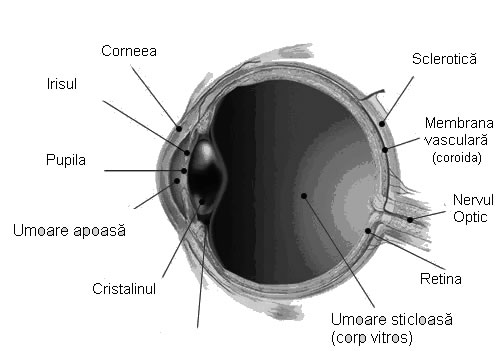 Corneea
Irisul
Pupila
Umoare apoasă
Cristalinul
Sclerotică
Membrana
vasculară
(coroida)
Nervul
Optic
Retina
Umoare sticloasă
(corp vitros)